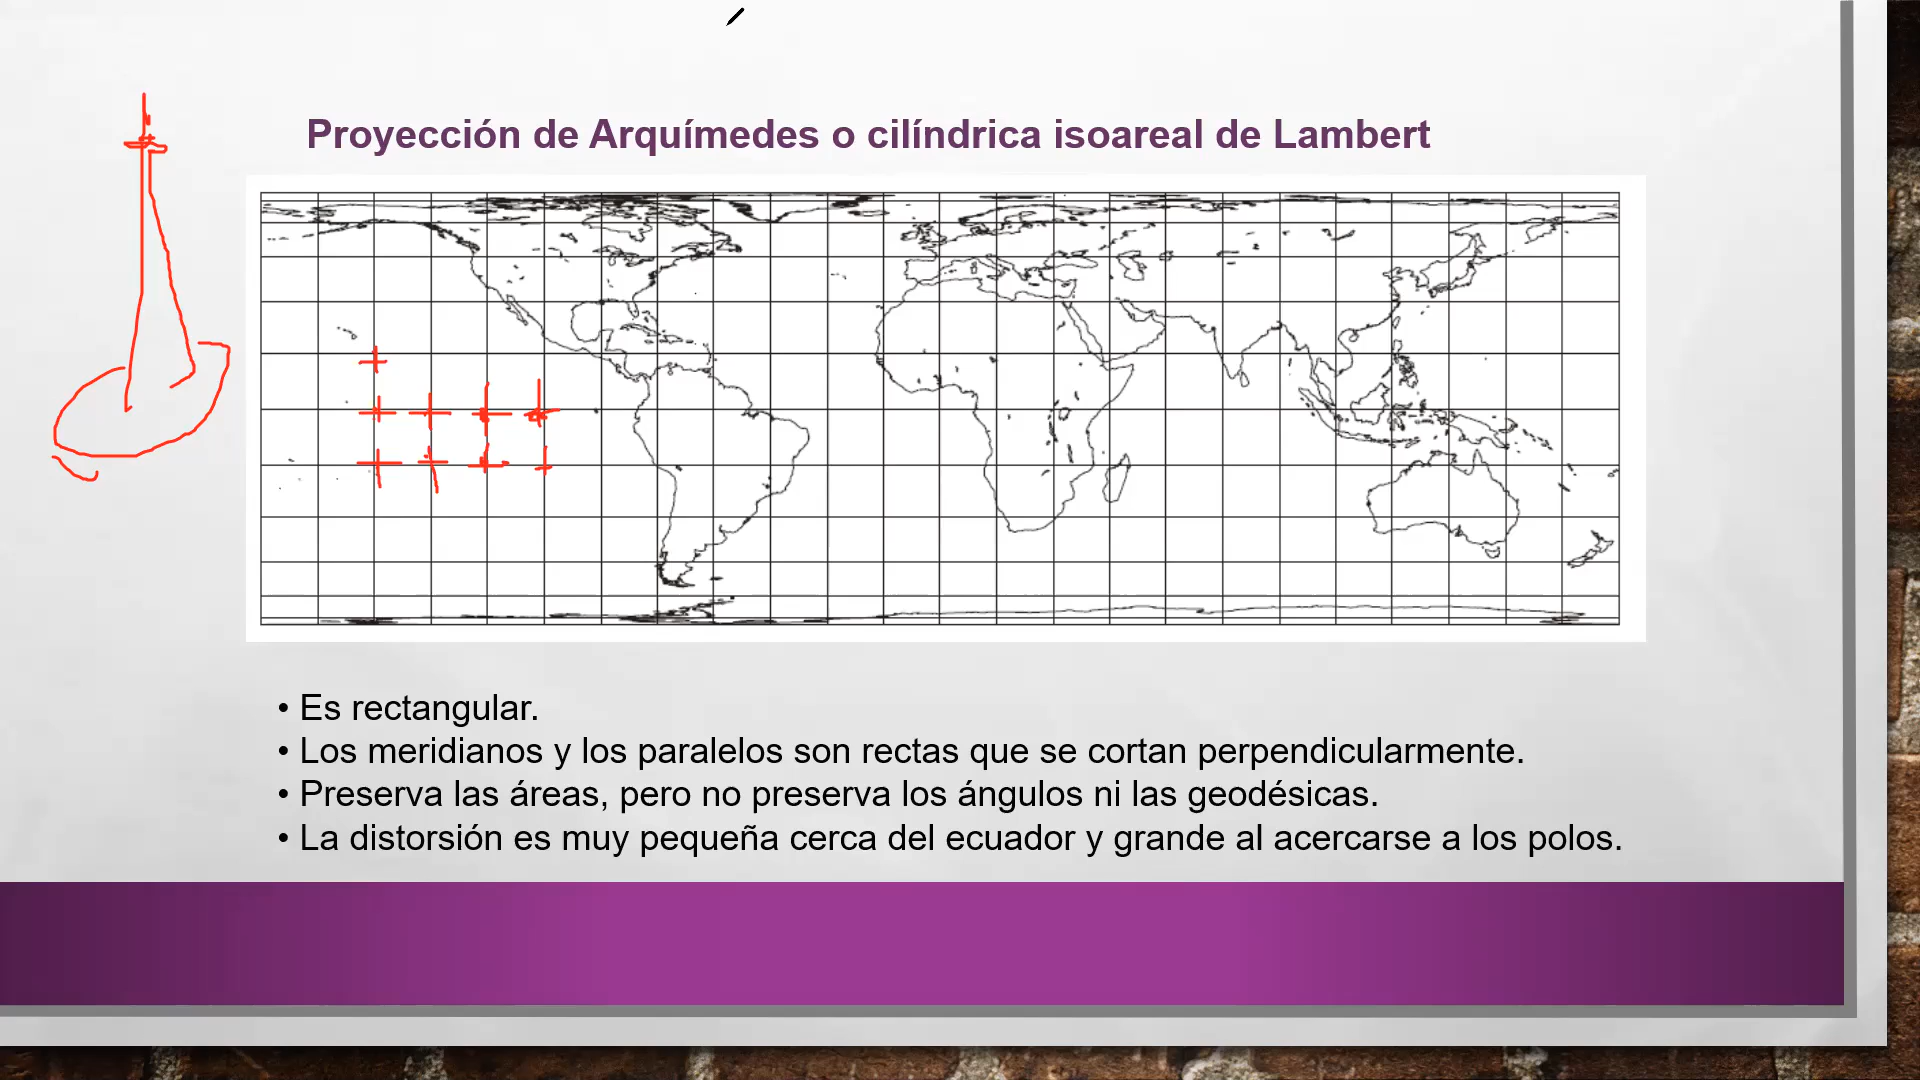 Proyección de Arquímedes o cilíndrica isoareal de Lambert
• Es rectangular.
• Los meridianos y los paralelos son rectas que se cortan perpendicularmente.
• Preserva las áreas, pero no preserva los ángulos ni las geodésicas.
• La distorsión es muy pequeña cerca del ecuador y grande al acercarse a los polos.